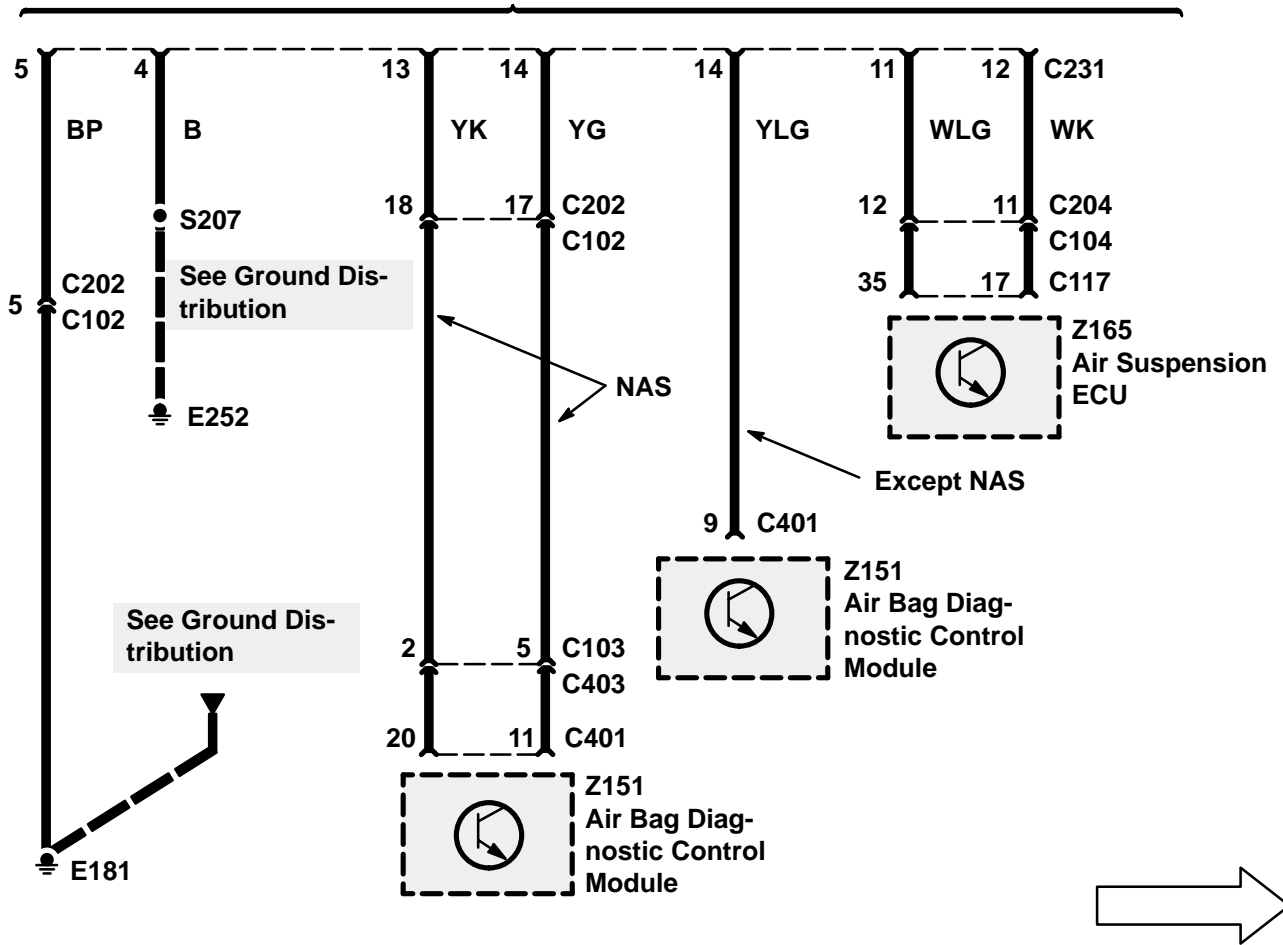 5 4 13 14 14 11 12 C231
BP B YK YG YLG WLG WK
18 17 C202 12 11 C204
S207
C102 C104
See Ground Dis-
tribution
C202
35 17 C117
5
C102
Z165
Air Suspension
ECU
NAS
E252
Except NAS
9 C401
Z151
Air Bag Diag-
nostic Control
Module
See Ground Dis-
tribution
2 5 C103
C403
20 11 C401
Z151
Air Bag Diag-
nostic Control
Module
E181